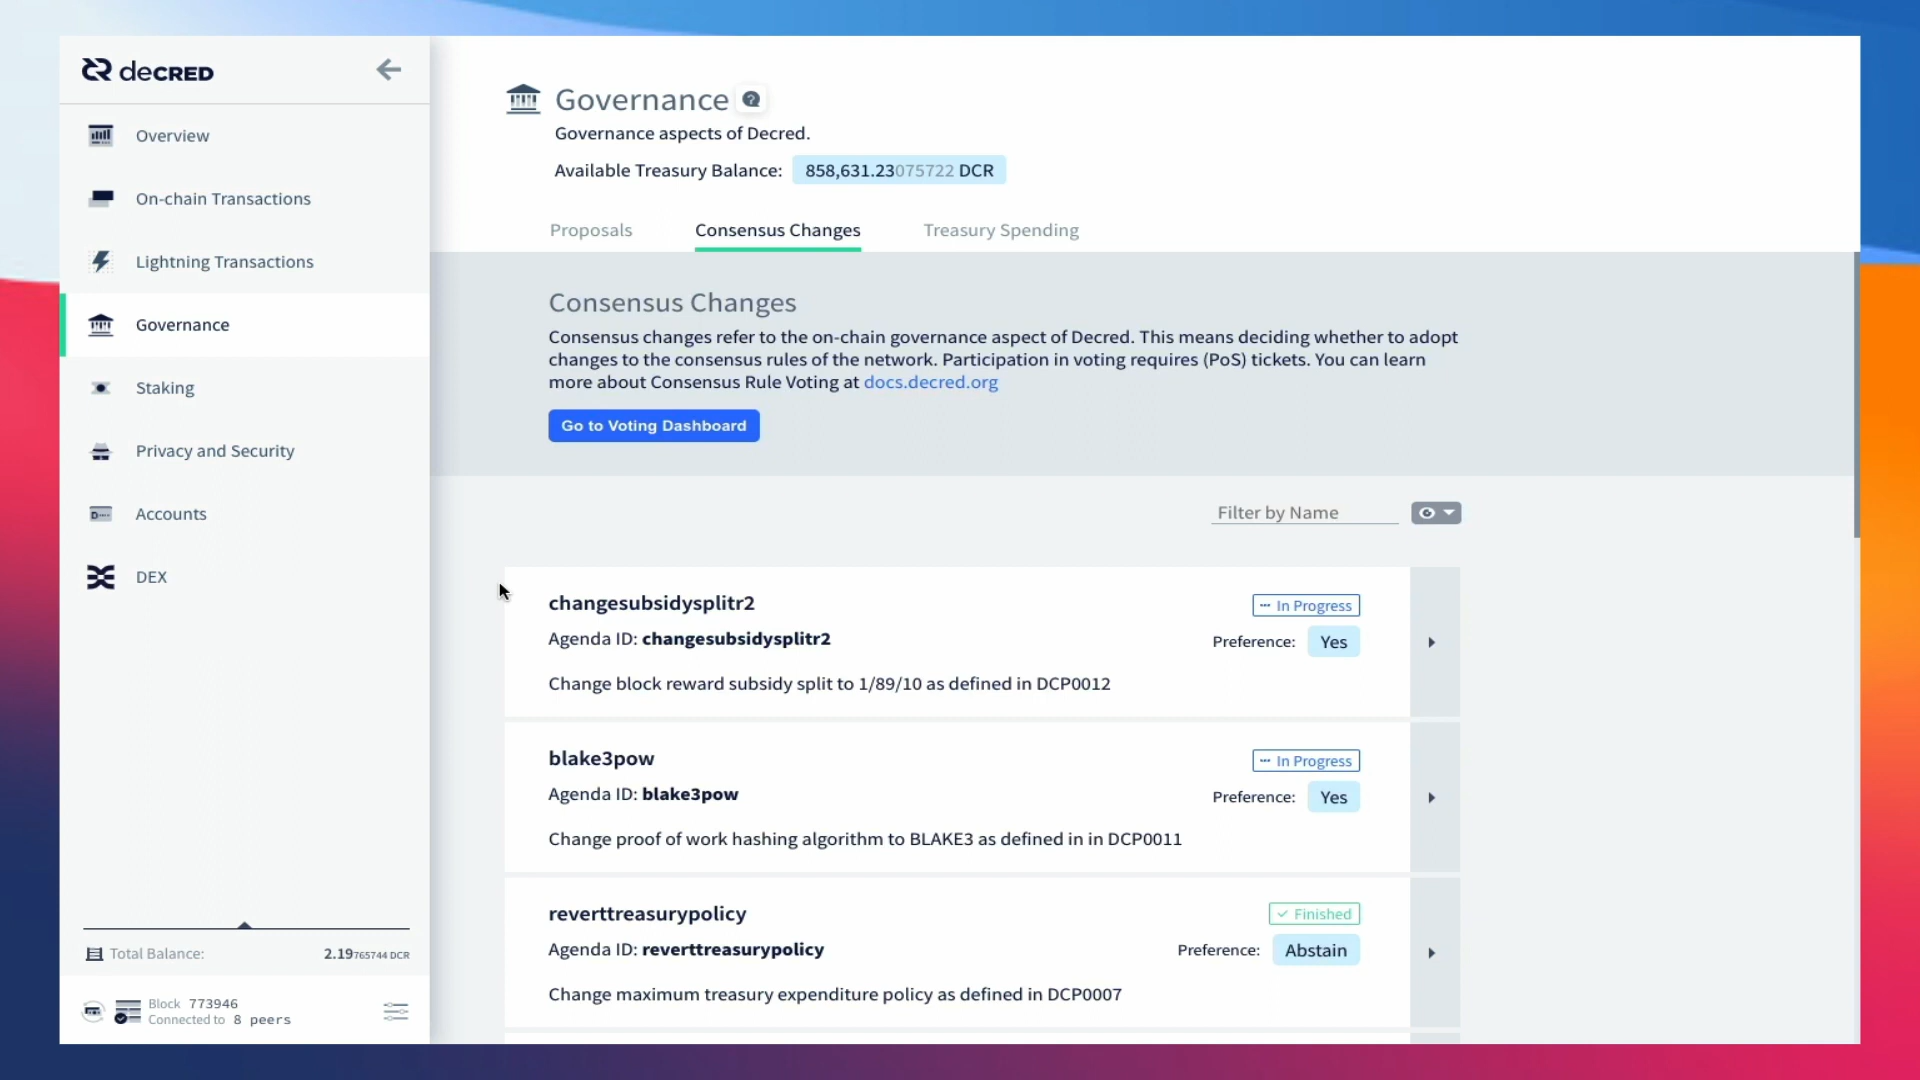 decred
Overview
On-chain Transactions
Lightning Transactions
Governance
Staking
Privacy and Security
Accounts
DEX
Total Balance: 2.19765744 DCR
Block 773946
Connected to 8 peers
Governance
Governance aspects of Decred.
Available Treasury Balance: 858,631.23075722 DCR
Proposals Consensus Changes Treasury Spending
Consensus Changes
Consensus changes refer to the on-chain governance aspect of Decred. This means deciding whether to adopt
changes to the consensus rules of the network. Participation in voting requires (PoS) tickets. You can learn
more about Consensus Rule Voting at docs.decred.org
Go to Voting Dashboard
Filter by Name
changesubsidysplitr2 In Progress
Agenda ID: changesubsidysplitr2 Preference: Yes
Change block reward subsidy split to 1/89/10 as defined in DCP0012
blake3pow In Progress
Agenda ID: blake3pow Preference: Yes
Change proof of work hashing algorithm to BLAKE3 as defined in in DCP0011
reverttreasurypolicy Finished
Agenda ID: reverttreasurypolicy Preference: Abstain
Change maximum treasury expenditure policy as defined in DCP0007